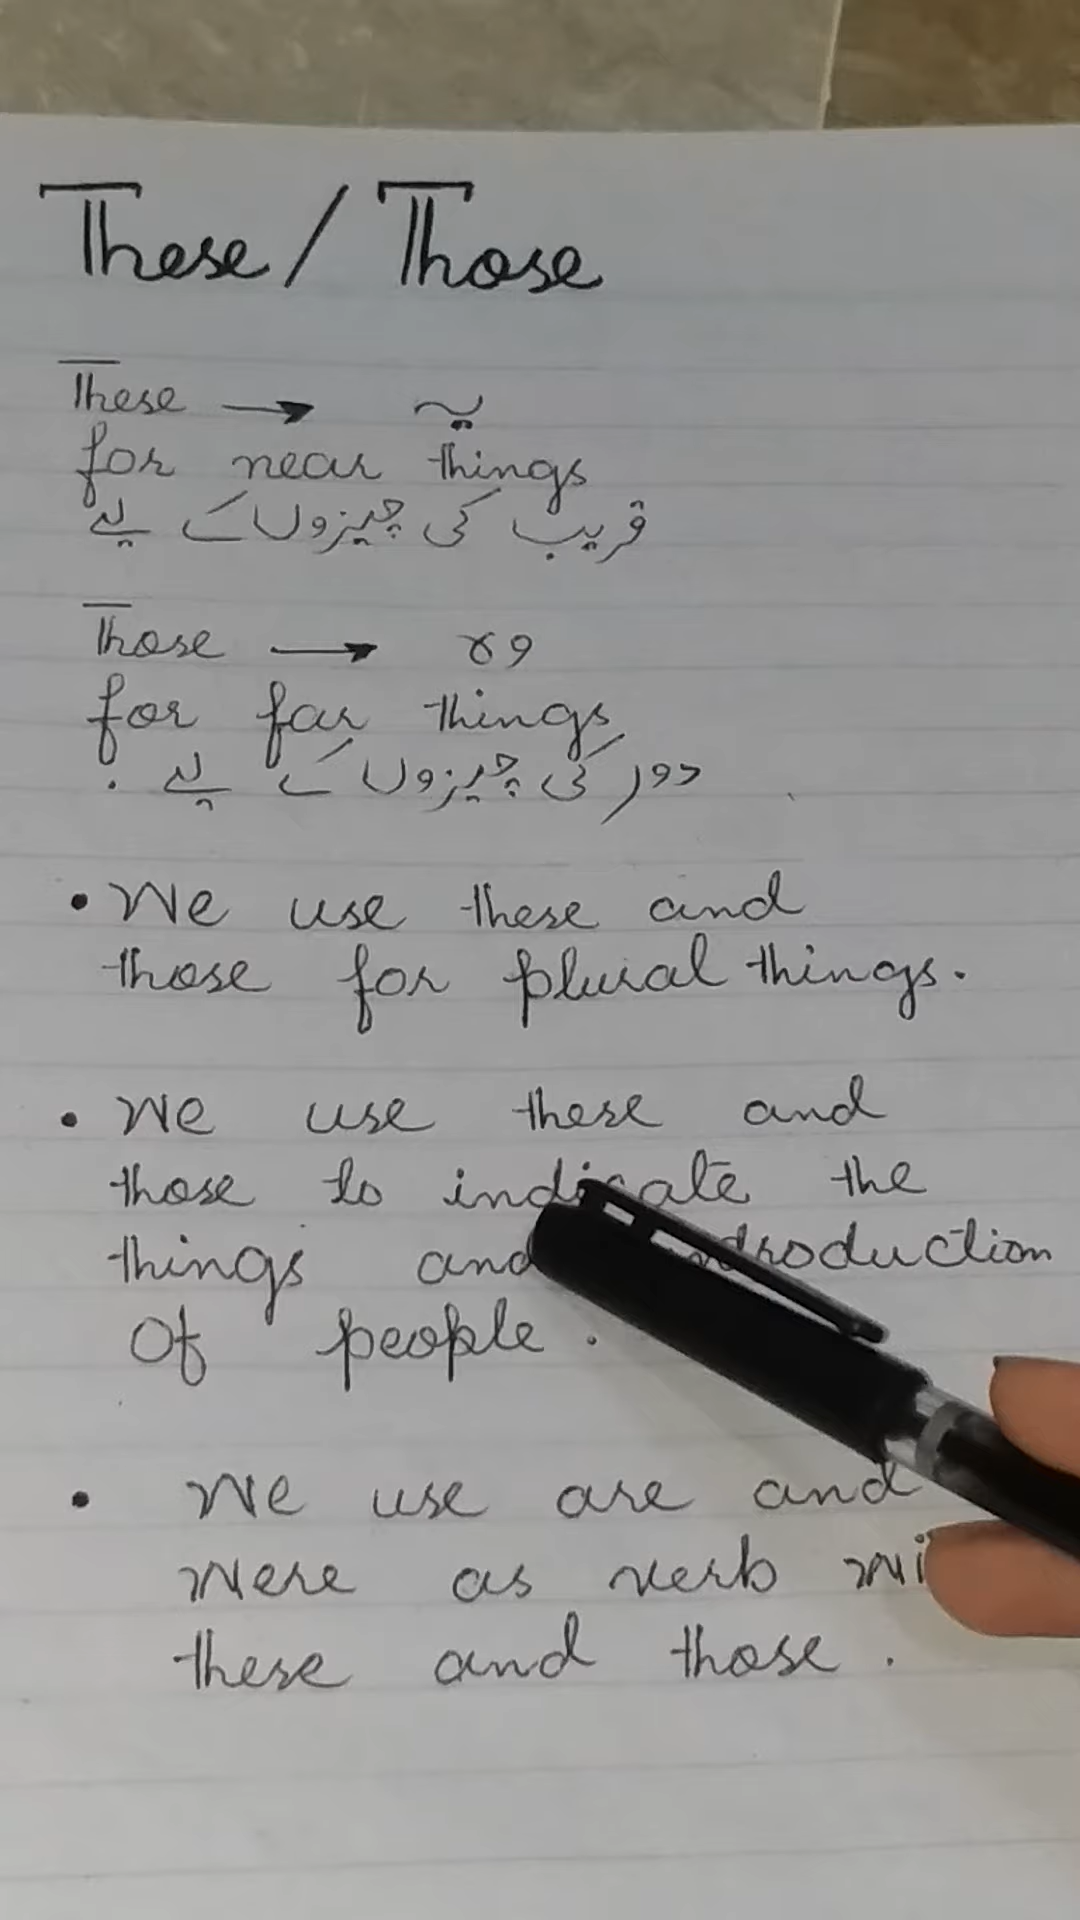 These / Those
These → یہ
for near things
قریب کی چیزوں کے لیے
Those → وہ
for far things
دور کی چیزوں کے لیے .
• We use these and
those for plural things.
• We use these and
those to indicate the
things and
of people.
• We use are and
were as verb
these and those.